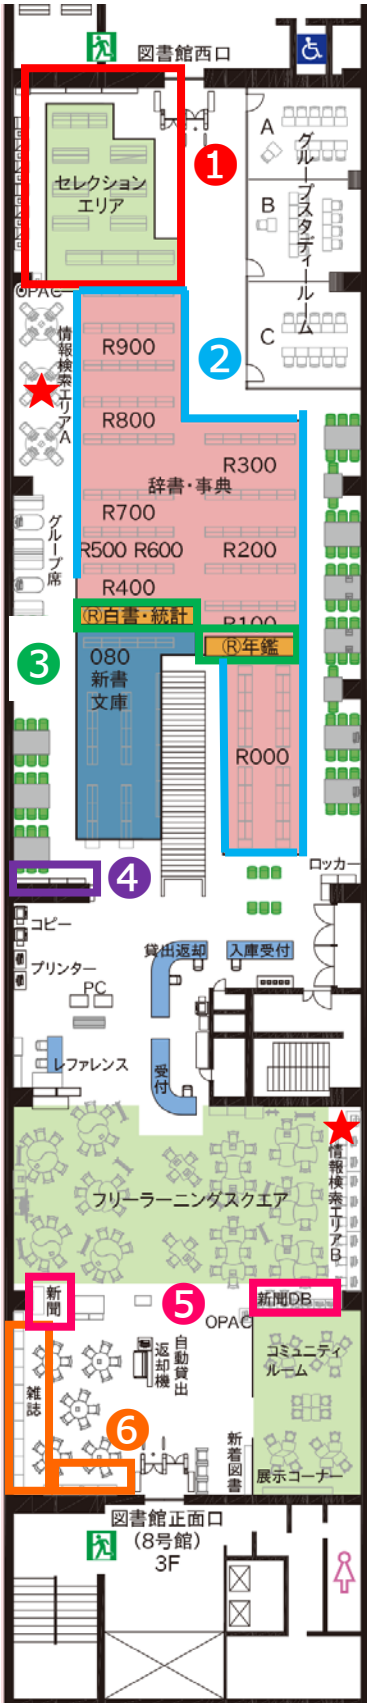 図書館西口
A
B
C
グループスタディールーム
❶
セレクション
エリア
OPAC
情報検索エリアA
❷
R900
R800
R300
辞書・事典
R700
R500 R600
R200
R400
グループ席
Ⓡ白書・統計
R100
Ⓡ年鑑
❸
080
新書
文庫
R000
❹
ロッカー
コピー
貸出返却
入庫受付
プリンター
PC
レファレンス
受付
フリーラーニングスクエア
情報検索エリアB
新聞
❺
新聞DB
OPAC
自動貸出
返却機
コミュニティ
ルーム
雑誌
❻
新着図書
展示コーナー
図書館正面口
(8号館)
3F